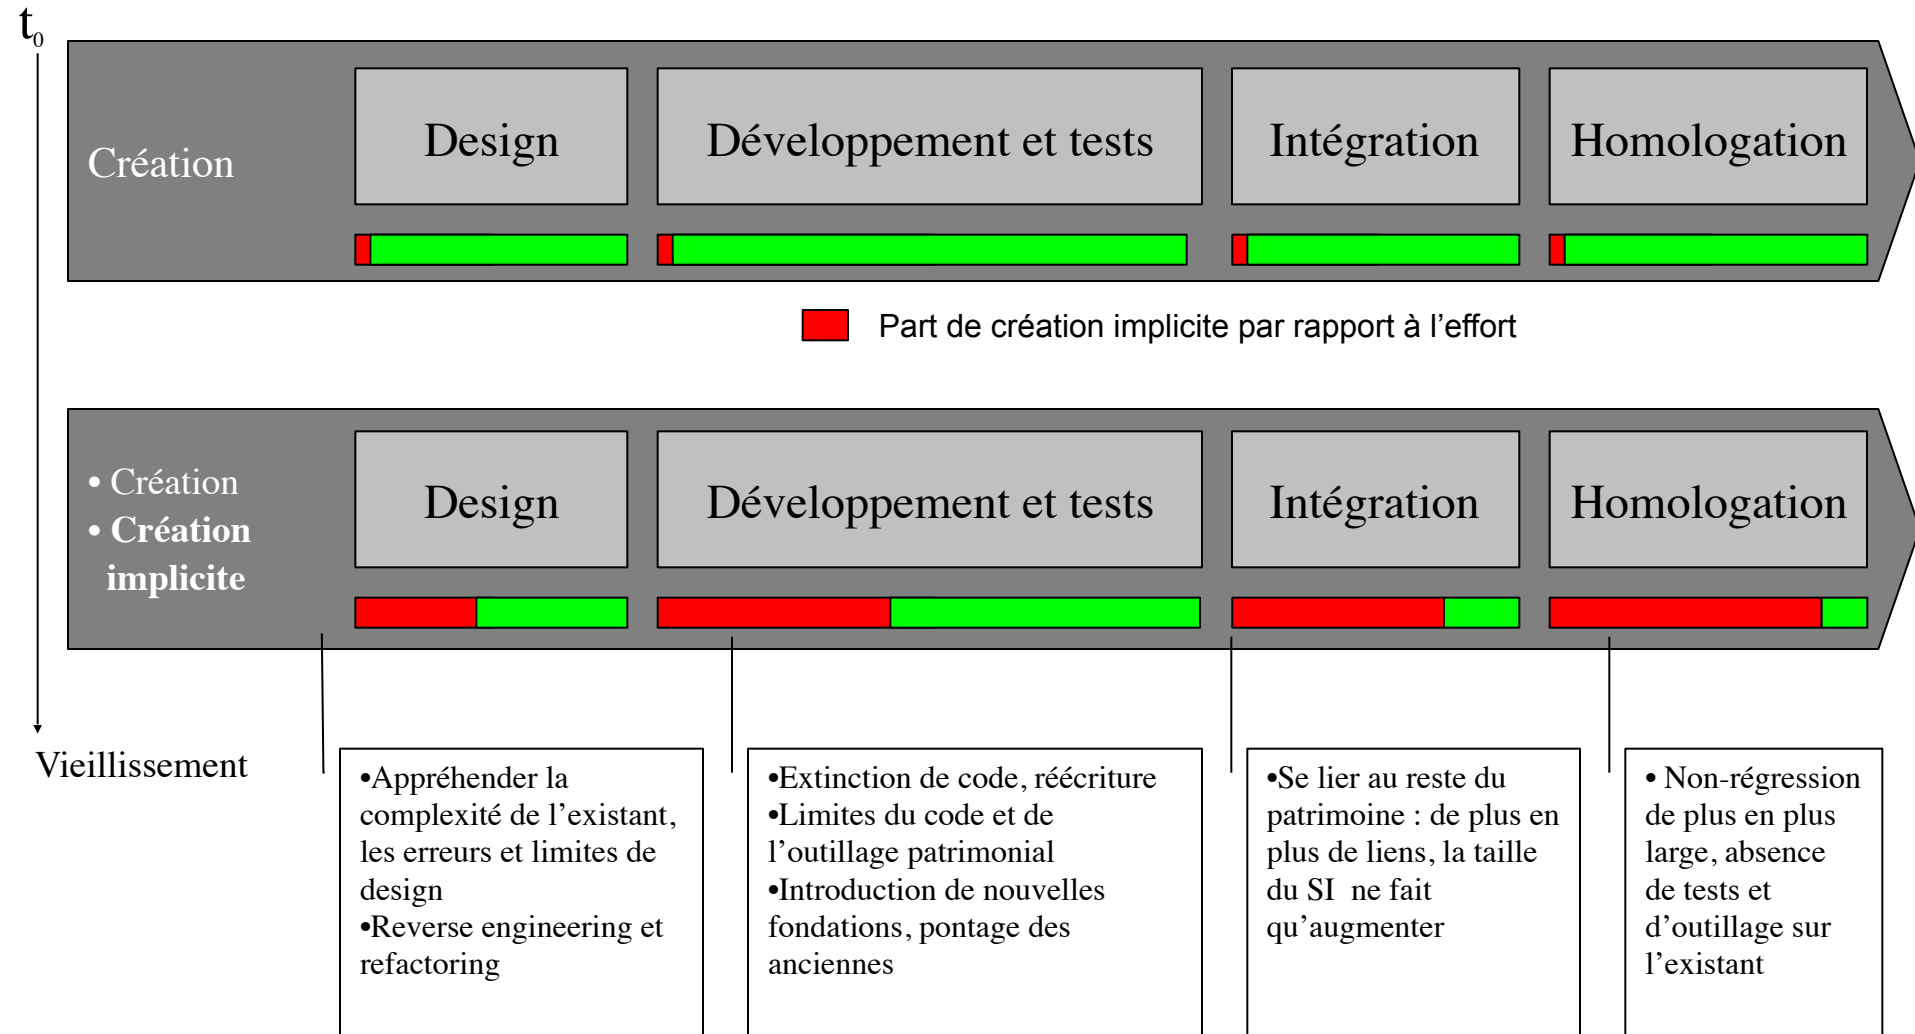 t0
Création
Design
Développement et tests
Intégration
Homologation
Part de création implicite par rapport à l’effort
• Création
• Création
implicite
Design
Développement et tests
Intégration
Homologation
Vieillissement
•Appréhender la
complexité de l’existant,
les erreurs et limites de
design
•Reverse engineering et
refactoring
•Extinction de code, réécriture
•Limites du code et de
l’outillage patrimonial
•Introduction de nouvelles
fondations, pontage des
anciennes
•Se lier au reste du
patrimoine : de plus en
plus de liens, la taille
du SI ne fait
qu’augmenter
• Non-régression
de plus en plus
large, absence
de tests et
d’outillage sur
l’existant